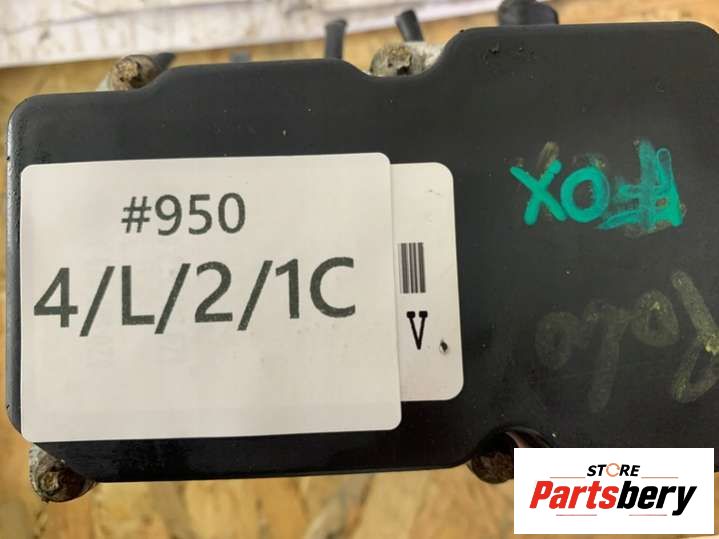 #950
4/L/2/1C
V
FOX
Polo
STORE
Partsbery